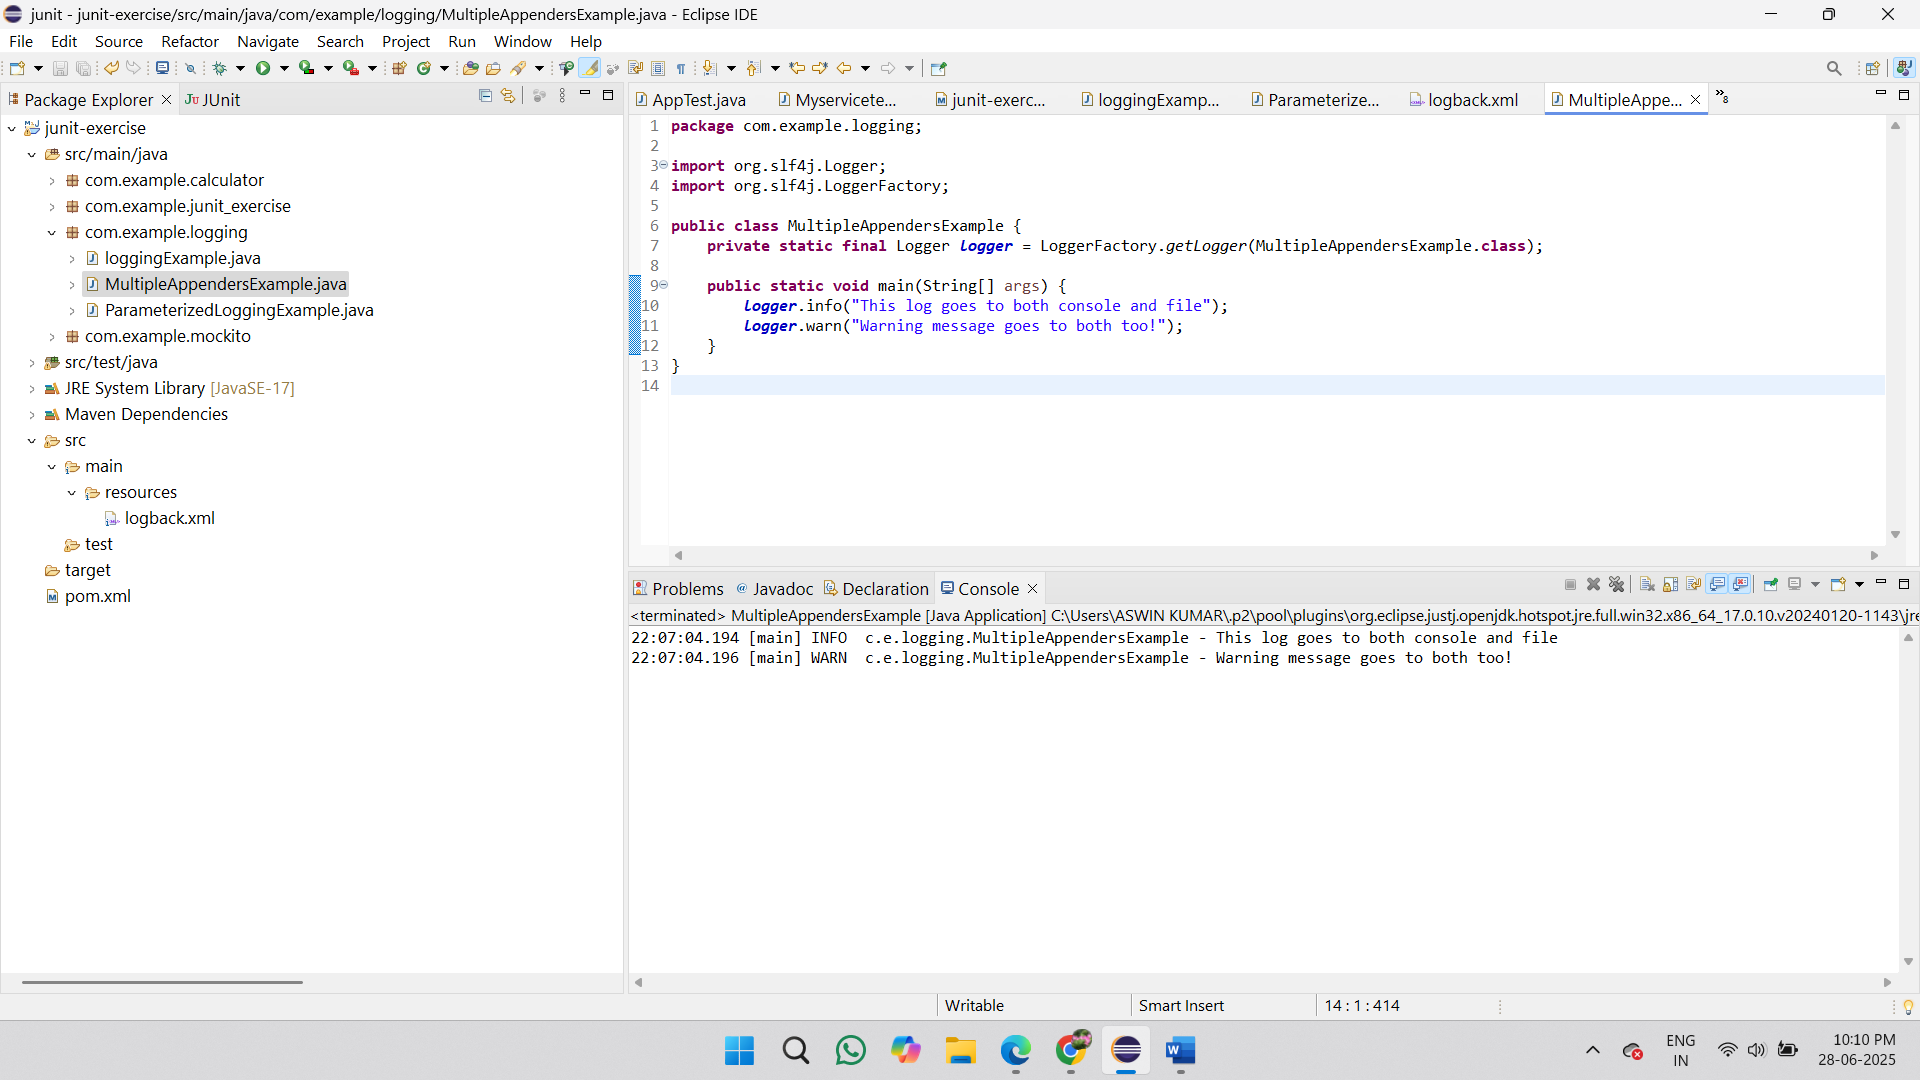 junit - junit-exercise/src/main/java/com/example/logging/MultipleAppendersExample.java - Eclipse IDE
File Edit Source Refactor Navigate Search Project Run Window Help
Package Explorer
JUnit
junit-exercise
src/main/java
com.example.calculator
com.example.junit_exercise
com.example.logging
loggingExample.java
MultipleAppendersExample.java
ParameterizedLoggingExample.java
com.example.mockito
src/test/java
JRE System Library [JavaSE-17]
Maven Dependencies
src
main
resources
logback.xml
test
target
pom.xml
AppTest.java Myservicete... junit-exerc... loggingExamp... Parameterize... logback.xml MultipleAppe... »8
1 package com.example.logging;
2
3 import org.slf4j.Logger;
4 import org.slf4j.LoggerFactory;
5
6 public class MultipleAppendersExample {
7 private static final Logger logger = LoggerFactory.getLogger(MultipleAppendersExample.class);
8
9 public static void main(String[] args) {
10 logger.info("This log goes to both console and file");
11 logger.warn("Warning message goes to both too!");
12 }
13 }
14
Problems Javadoc Declaration Console
<terminated> MultipleAppendersExample [Java Application] C:\Users\ASWIN KUMAR\.p2\pool\plugins\org.eclipse.justj.openjdk.hotspot.jre.full.win32.x86_64_17.0.10.v20240120-1143\jre
22:07:04.194 [main] INFO  c.e.logging.MultipleAppendersExample - This log goes to both console and file
22:07:04.196 [main] WARN  c.e.logging.MultipleAppendersExample - Warning message goes to both too!
Writable Smart Insert 14 : 1 : 414
ENG
IN
10:10 PM
28-06-2025